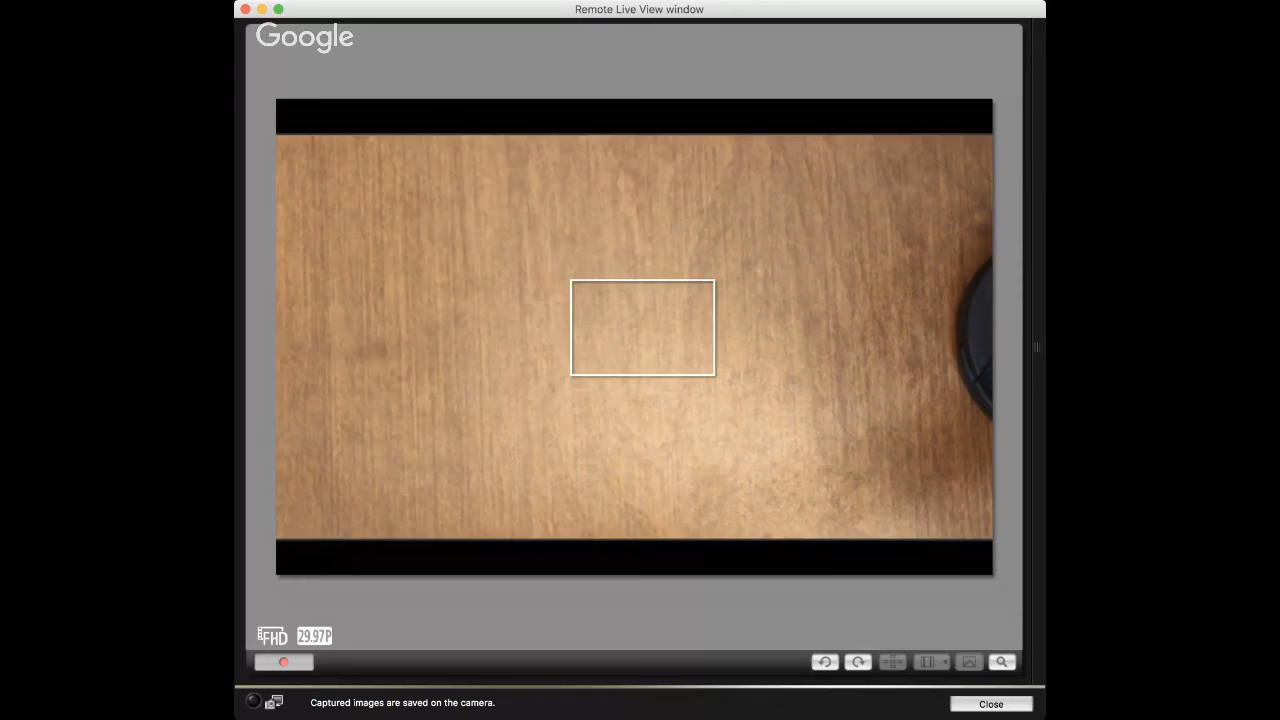 Remote Live View window
Google
FHD 29.97P
Captured images are saved on the camera.
Close